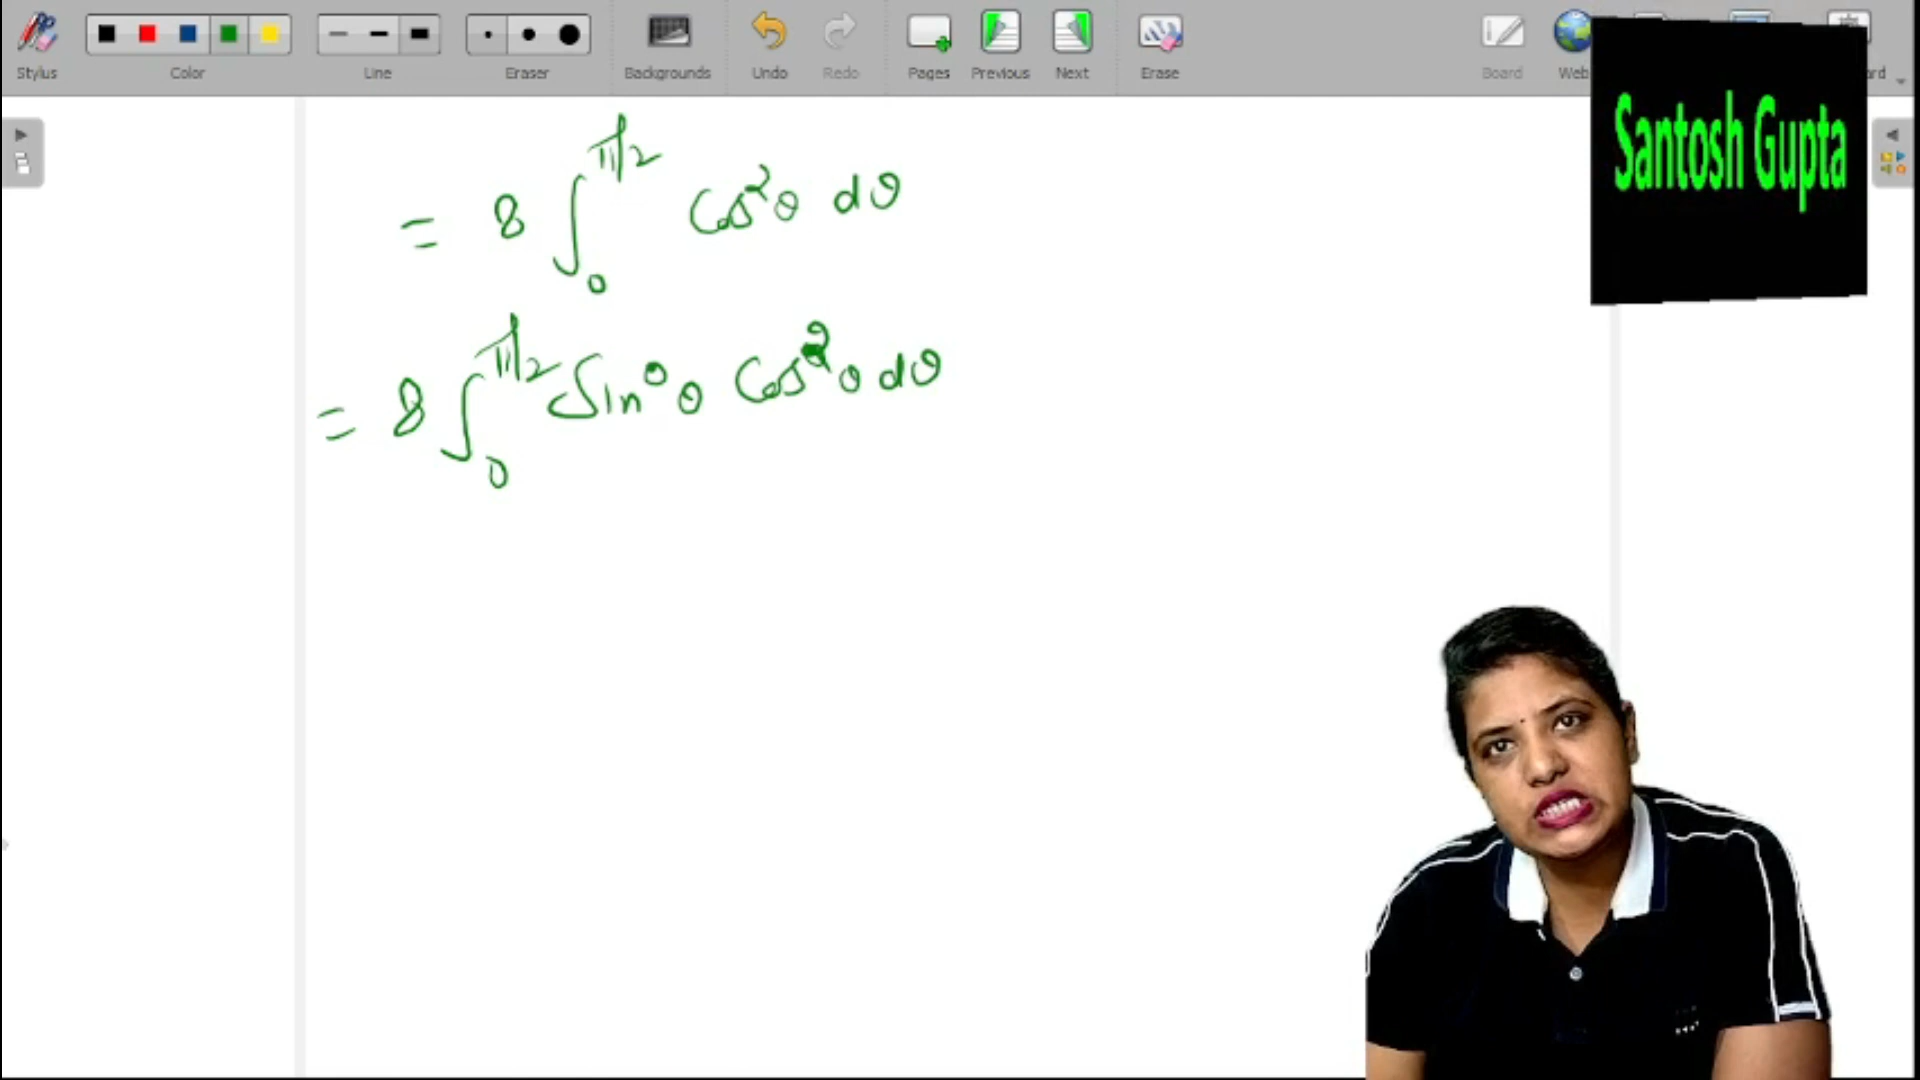 Stylus Color Line Eraser Backgrounds Undo Redo Pages Previous Next Erase Board Web
Santosh Gupta
= 8 ∫₀^π/2 Cos²θ dθ
= 8 ∫₀^π/2 Sin⁰θ Cos²θ dθ